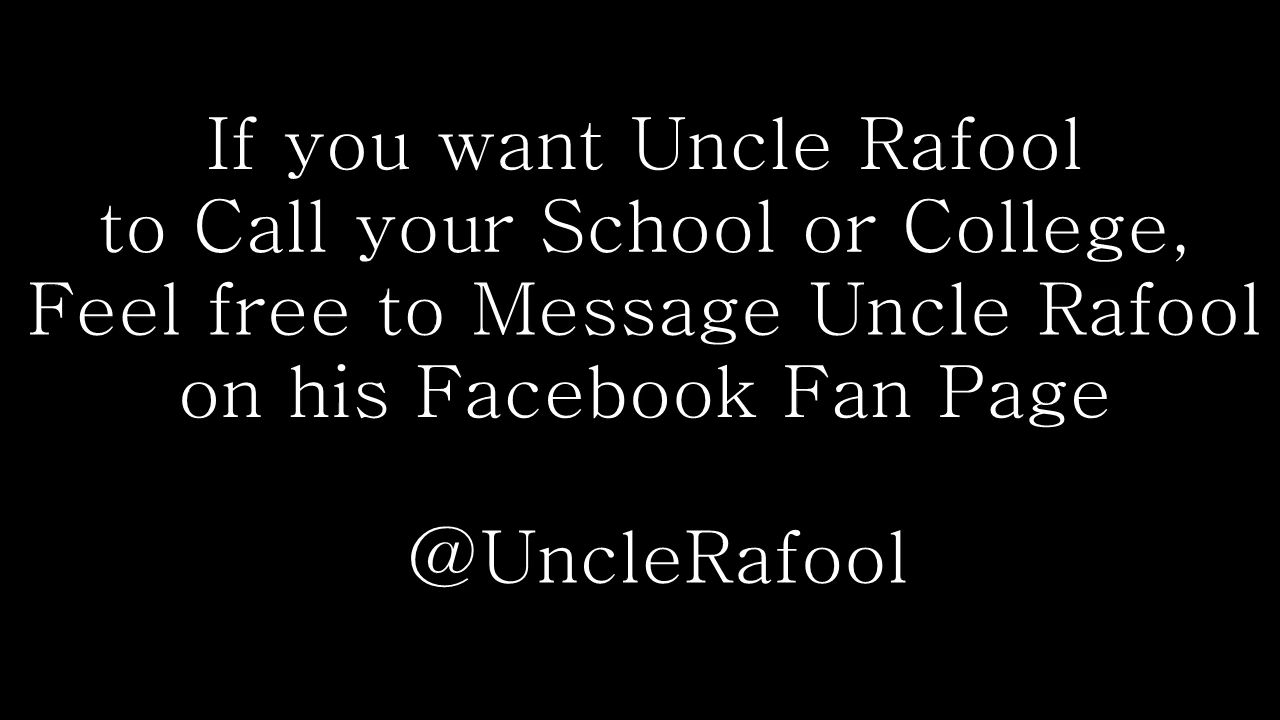 If you want Uncle Rafool
to Call your School or College,
Feel free to Message Uncle Rafool
on his Facebook Fan Page
@UncleRafool